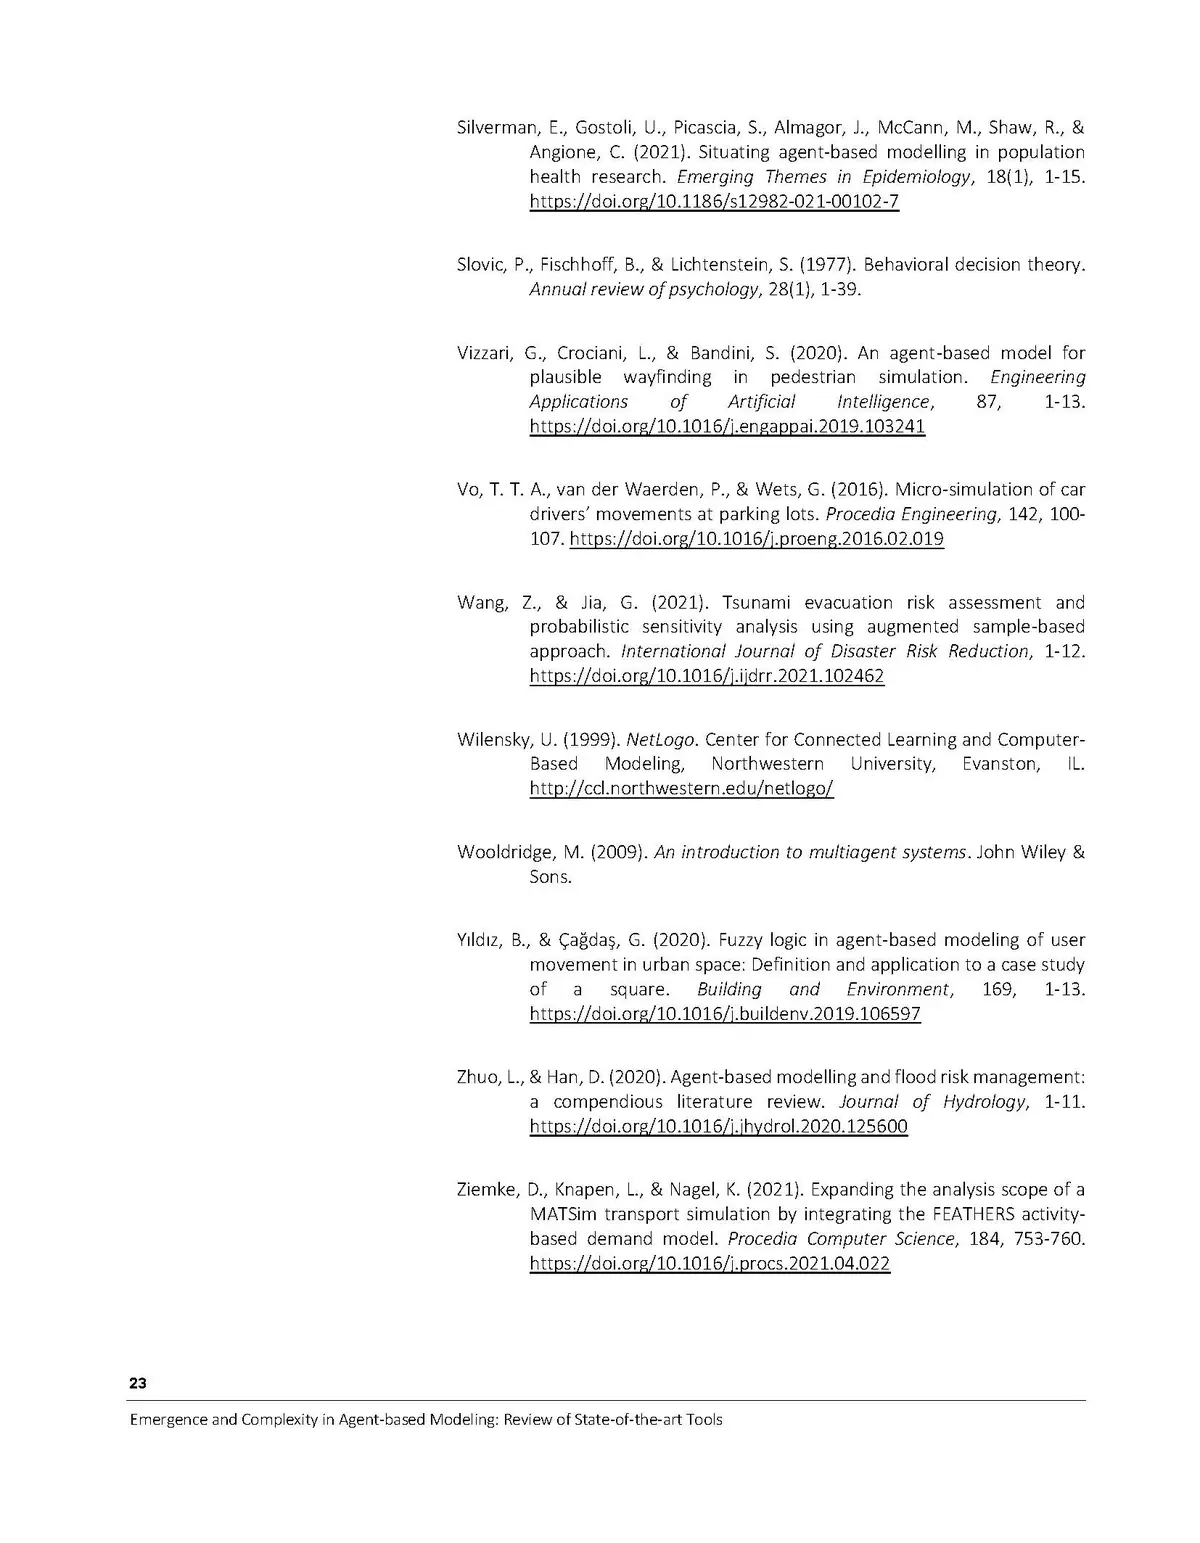 Silverman, E., Gostoli, U., Picascia, S., Almagor, J., McCann, M., Shaw, R., &
Angione, C. (2021). Situating agent-based modelling in population
health research. Emerging Themes in Epidemiology, 18(1), 1-15.
https://doi.org/10.1186/s12982-021-00102-7
Slovic, P., Fischhoff, B., & Lichtenstein, S. (1977). Behavioral decision theory.
Annual review of psychology, 28(1), 1-39.
Vizzari, G., Crociani, L., & Bandini, S. (2020). An agent-based model for
plausible wayfinding in pedestrian simulation. Engineering
Applications of Artificial Intelligence, 87, 1-13.
https://doi.org/10.1016/j.engappai.2019.103241
Vo, T. T. A., van der Waerden, P., & Wets, G. (2016). Micro-simulation of car
drivers’ movements at parking lots. Procedia Engineering, 142, 100-
107. https://doi.org/10.1016/j.proeng.2016.02.019
Wang, Z., & Jia, G. (2021). Tsunami evacuation risk assessment and
probabilistic sensitivity analysis using augmented sample-based
approach. International Journal of Disaster Risk Reduction, 1-12.
https://doi.org/10.1016/j.ijdrr.2021.102462
Wilensky, U. (1999). NetLogo. Center for Connected Learning and Computer-
Based Modeling, Northwestern University, Evanston, IL.
http://ccl.northwestern.edu/netlogo/
Wooldridge, M. (2009). An introduction to multiagent systems. John Wiley &
Sons.
Yıldız, B., & Çağdaş, G. (2020). Fuzzy logic in agent-based modeling of user
movement in urban space: Definition and application to a case study
of a square. Building and Environment, 169, 1-13.
https://doi.org/10.1016/j.buildenv.2019.106597
Zhuo, L., & Han, D. (2020). Agent-based modelling and flood risk management:
a compendious literature review. Journal of Hydrology, 1-11.
https://doi.org/10.1016/j.jhydrol.2020.125600
Ziemke, D., Knapen, L., & Nagel, K. (2021). Expanding the analysis scope of a
MATSim transport simulation by integrating the FEATHERS activity-
based demand model. Procedia Computer Science, 184, 753-760.
https://doi.org/10.1016/j.procs.2021.04.022
23
Emergence and Complexity in Agent-based Modeling: Review of State-of-the-art Tools